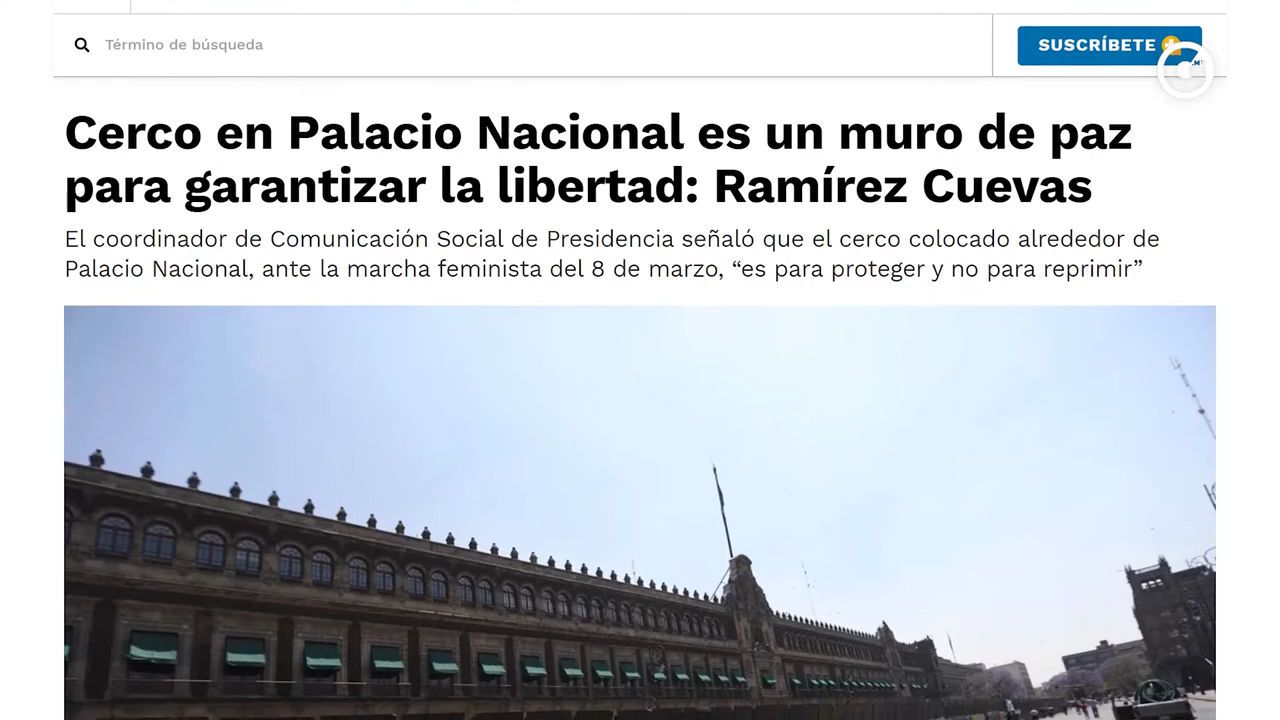 Término de búsqueda
SUSCRÍBETE
Cerco en Palacio Nacional es un muro de paz
para garantizar la libertad: Ramírez Cuevas
El coordinador de Comunicación Social de Presidencia señaló que el cerco colocado alrededor de
Palacio Nacional, ante la marcha feminista del 8 de marzo, “es para proteger y no para reprimir”